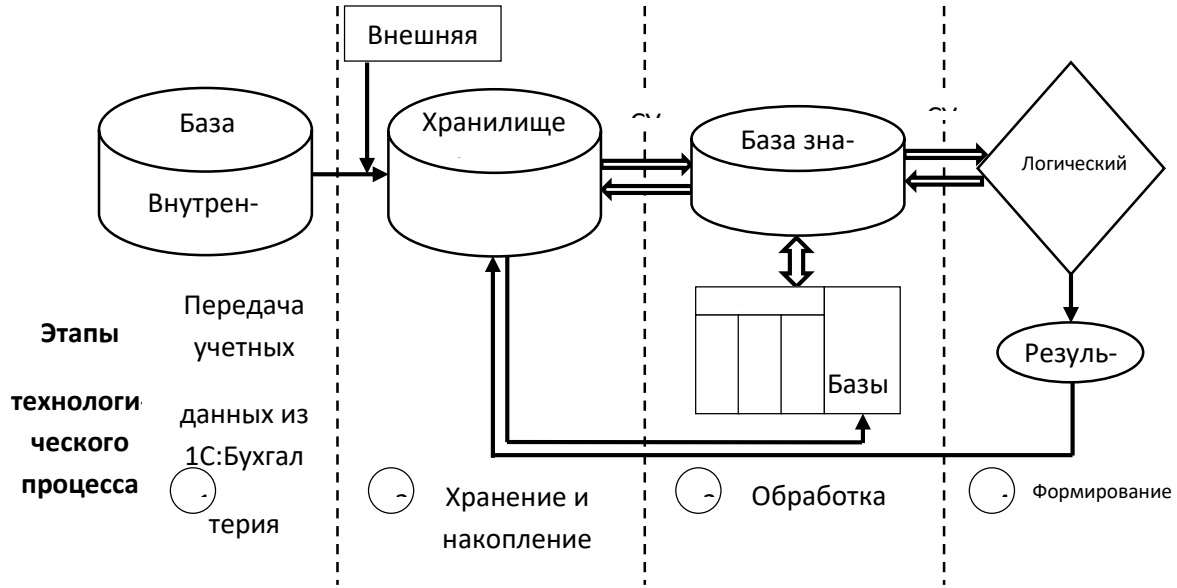 Внешняя
База
Внутрен-
Хранилище
База зна-
Логический
Резуль-
Базы
Этапы
технологи-
ческого
процесса
Передача
учетных
данных из
1С:Бухгал
терия
Хранение и
накопление
Обработка
Формирование